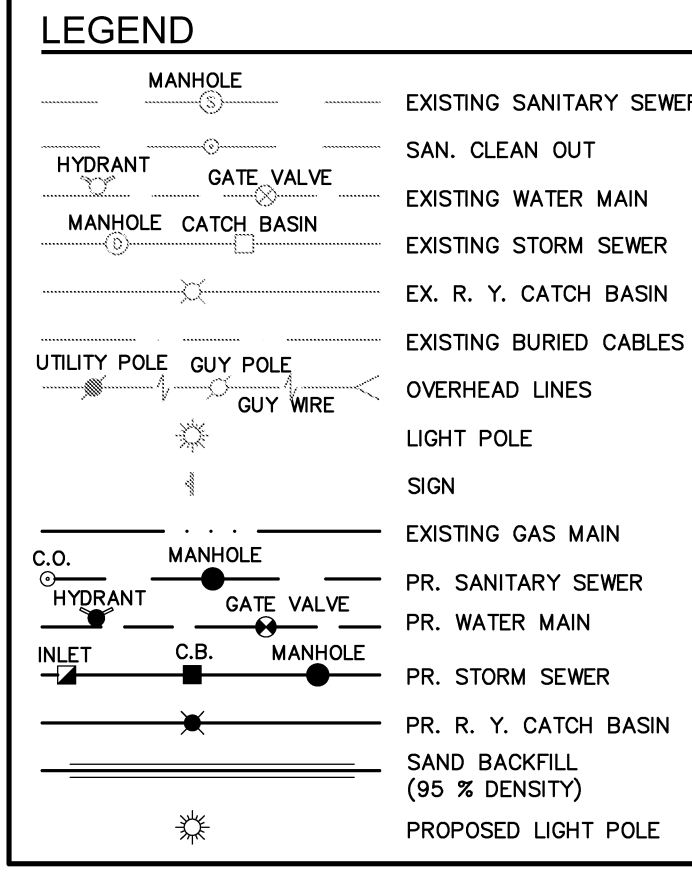 LEGEND
MANHOLE
S
EXISTING SANITARY SEWER
SAN. CLEAN OUT
HYDRANT
GATE VALVE
EXISTING WATER MAIN
MANHOLE CATCH BASIN
D
EXISTING STORM SEWER
EX. R. Y. CATCH BASIN
EXISTING BURIED CABLES
UTILITY POLE GUY POLE
GUY WIRE
OVERHEAD LINES
LIGHT POLE
SIGN
EXISTING GAS MAIN
C.O. MANHOLE
PR. SANITARY SEWER
HYDRANT GATE VALVE
PR. WATER MAIN
INLET C.B. MANHOLE
PR. STORM SEWER
PR. R. Y. CATCH BASIN
SAND BACKFILL
(95 % DENSITY)
PROPOSED LIGHT POLE